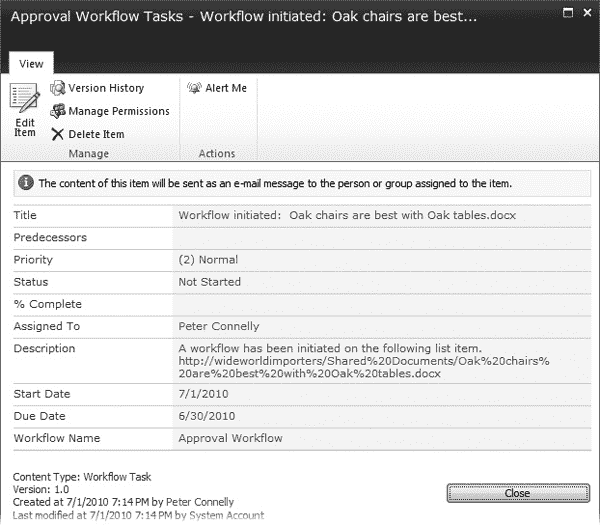 Approval Workflow Tasks - Workflow initiated: Oak chairs are best...
View
Edit Item
Version History
Manage Permissions
Delete Item
Manage
Alert Me
Actions
The content of this item will be sent as an e-mail message to the person or group assigned to the item.
Title Workflow initiated: Oak chairs are best with Oak tables.docx
Predecessors
Priority (2) Normal
Status Not Started
% Complete
Assigned To Peter Connelly
Description A workflow has been initiated on the following list item.
http://wideworldimporters/Shared%20Documents/Oak%20chairs%
20are%20best%20with%20Oak%20tables.docx
Start Date 7/1/2010
Due Date 6/30/2010
Workflow Name Approval Workflow
Content Type: Workflow Task
Version: 1.0
Created at 7/1/2010 7:14 PM by Peter Connelly
Last modified at 7/1/2010 7:14 PM by System Account
Close